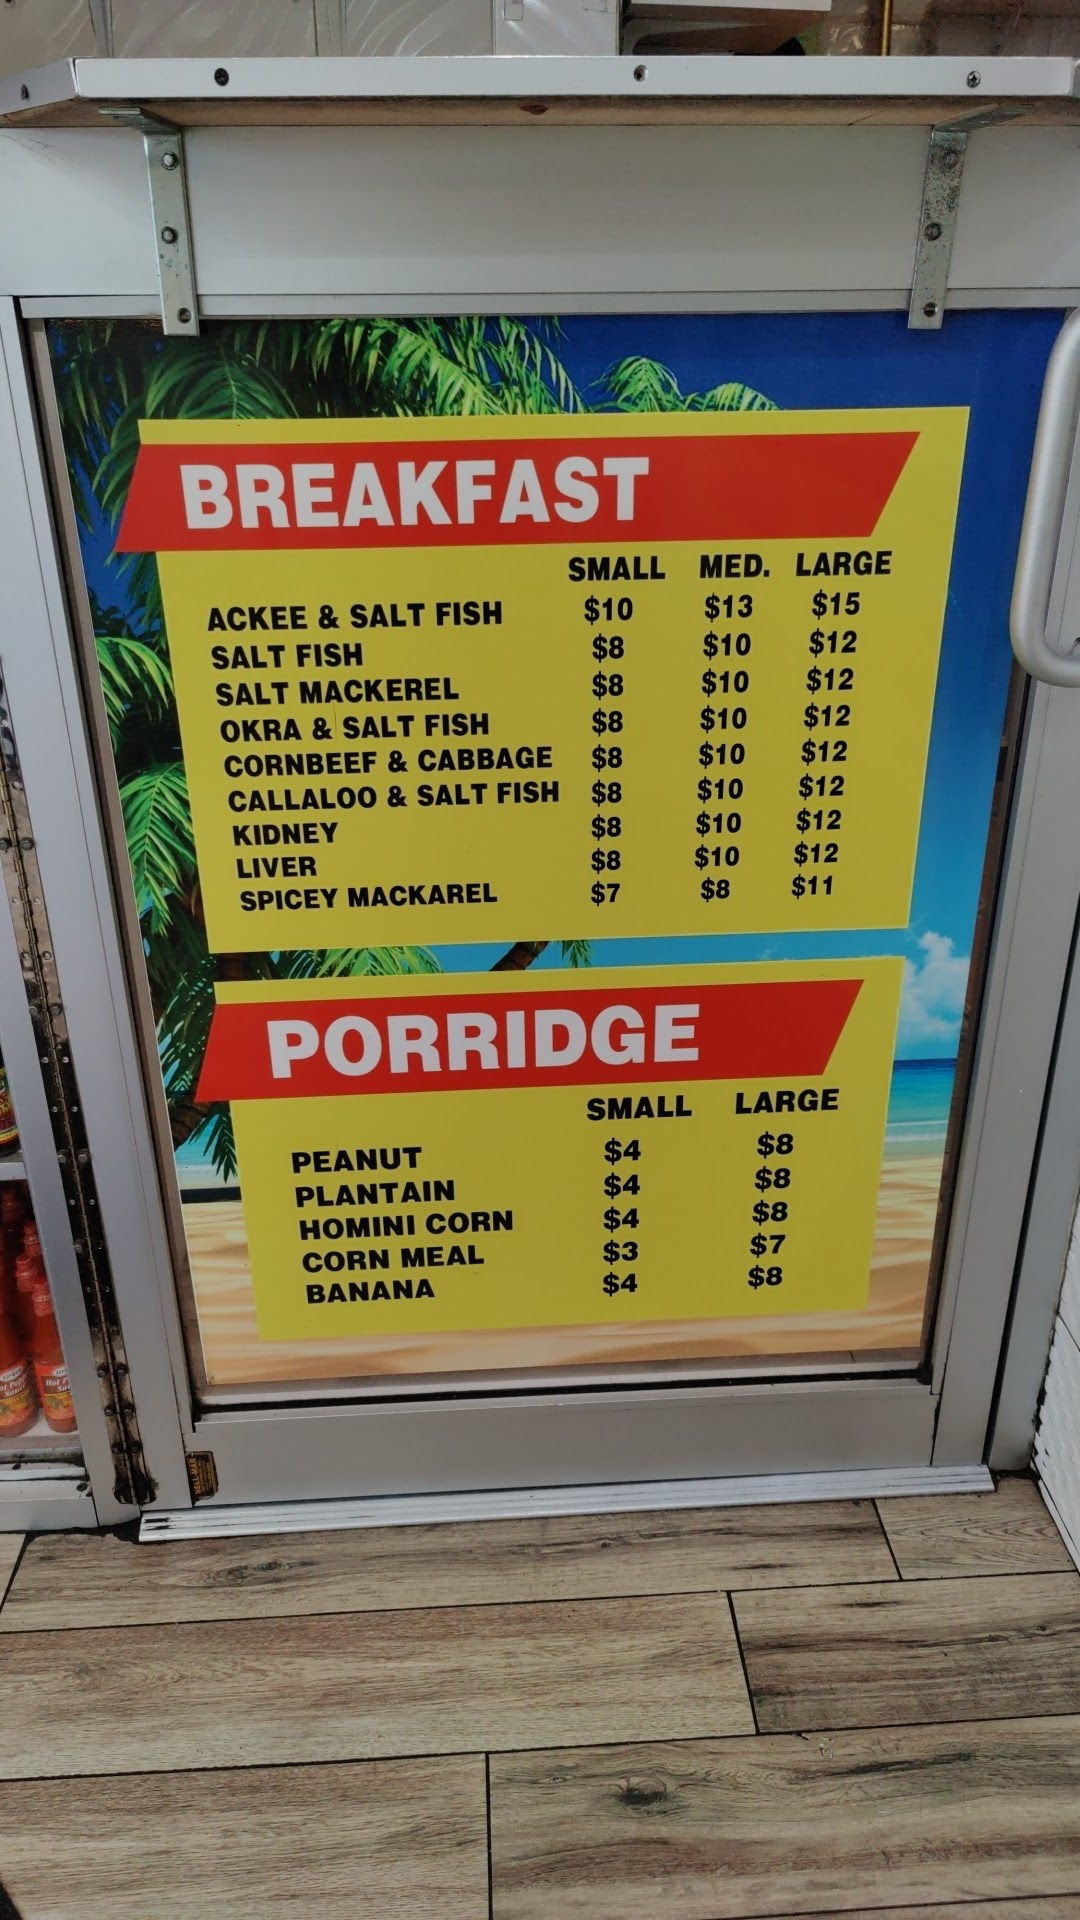 BREAKFAST
SMALL MED. LARGE
ACKEE & SALT FISH $10 $13 $15
SALT FISH $8 $10 $12
SALT MACKEREL $8 $10 $12
OKRA & SALT FISH $8 $10 $12
CORNBEEF & CABBAGE $8 $10 $12
CALLALOO & SALT FISH $8 $10 $12
KIDNEY $8 $10 $12
LIVER $8 $10 $12
SPICEY MACKAREL $7 $8 $11
PORRIDGE
SMALL LARGE
PEANUT $4 $8
PLANTAIN $4 $8
HOMINI CORN $4 $8
CORN MEAL $3 $7
BANANA $4 $8